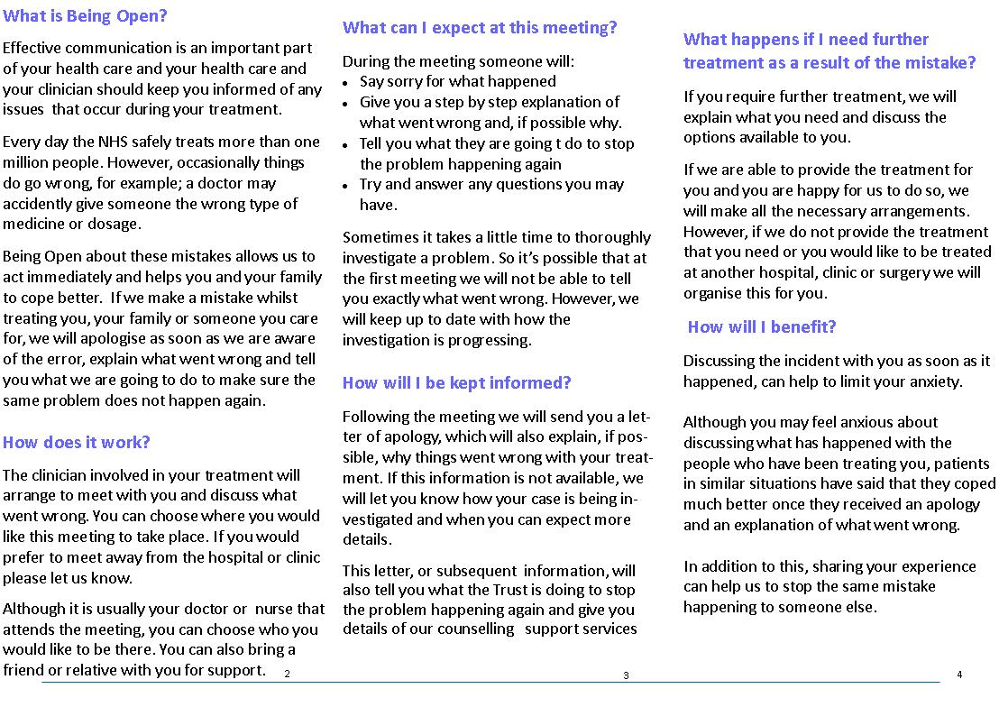 What is Being Open?
Effective communication is an important part
of your health care and your health care and
your clinician should keep you informed of any
issues  that occur during your treatment.
Every day the NHS safely treats more than one
million people. However, occasionally things
do go wrong, for example; a doctor may
accidently give someone the wrong type of
medicine or dosage.
Being Open about these mistakes allows us to
act immediately and helps you and your family
to cope better.  If we make a mistake whilst
treating you, your family or someone you care
for, we will apologise as soon as we are aware
of the error, explain what went wrong and tell
you what we are going to do to make sure the
same problem does not happen again.
How does it work?
The clinician involved in your treatment will
arrange to meet with you and discuss what
went wrong. You can choose where you would
like this meeting to take place. If you would
prefer to meet away from the hospital or clinic
please let us know.
Although it is usually your doctor or  nurse that
attends the meeting, you can choose who you
would like to be there. You can also bring a
friend or relative with you for support.
2
What can I expect at this meeting?
During the meeting someone will:
• Say sorry for what happened
• Give you a step by step explanation of
what went wrong and, if possible why.
• Tell you what they are going t do to stop
the problem happening again
• Try and answer any questions you may
have.
Sometimes it takes a little time to thoroughly
investigate a problem. So it's possible that at
the first meeting we will not be able to tell
you exactly what went wrong. However, we
will keep up to date with how the
investigation is progressing.
How will I be kept informed?
Following the meeting we will send you a let-
ter of apology, which will also explain, if pos-
sible, why things went wrong with your treat-
ment. If this information is not available, we
will let you know how your case is being in-
vestigated and when you can expect more
details.
This letter, or subsequent  information, will
also tell you what the Trust is doing to stop
the problem happening again and give you
details of our counselling  support services
3
What happens if I need further
treatment as a result of the mistake?
If you require further treatment, we will
explain what you need and discuss the
options available to you.
If we are able to provide the treatment for
you and you are happy for us to do so, we
will make all the necessary arrangements.
However, if we do not provide the treatment
that you need or you would like to be treated
at another hospital, clinic or surgery we will
organise this for you.
How will I benefit?
Discussing the incident with you as soon as it
happened, can help to limit your anxiety.
Although you may feel anxious about
discussing what has happened with the
people who have been treating you, patients
in similar situations have said that they coped
much better once they received an apology
and an explanation of what went wrong.
In addition to this, sharing your experience
can help us to stop the same mistake
happening to someone else.
4